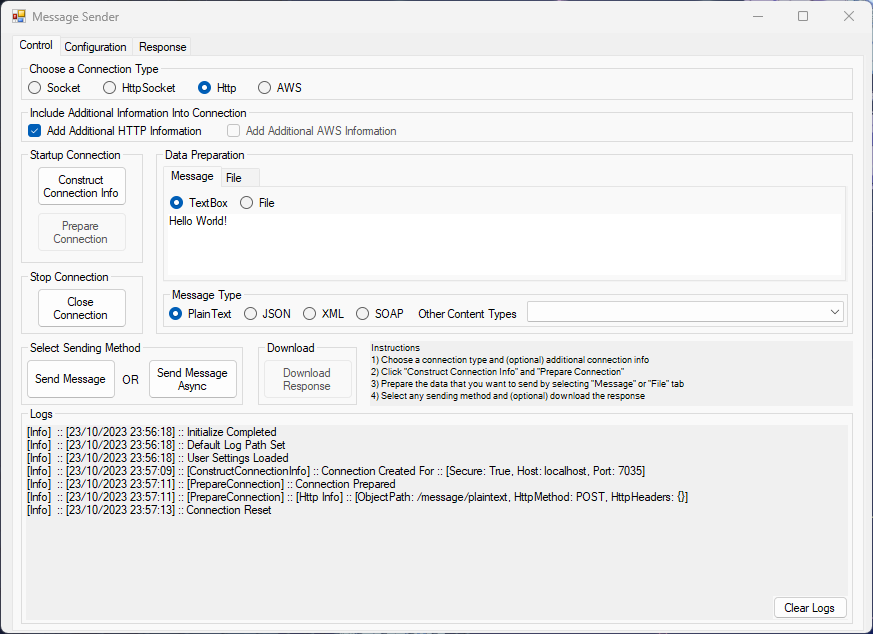 Message Sender
Control Configuration Response
Choose a Connection Type
Socket HttpSocket Http AWS
Include Additional Information Into Connection
Add Additional HTTP Information Add Additional AWS Information
Startup Connection
Construct
Connection Info
Prepare
Connection
Stop Connection
Close
Connection
Data Preparation
Message File
TextBox File
Hello World!
Message Type
PlainText JSON XML SOAP Other Content Types
Select Sending Method
Send Message OR Send Message
Async
Download
Download
Response
Instructions
1) Choose a connection type and (optional) additional connection info
2) Click "Construct Connection Info" and "Prepare Connection"
3) Prepare the data that you want to send by selecting "Message" or "File" tab
4) Select any sending method and (optional) download the response
Logs
[Info] :: [23/10/2023 23:56:18] :: Initialize Completed
[Info] :: [23/10/2023 23:56:18] :: Default Log Path Set
[Info] :: [23/10/2023 23:56:18] :: User Settings Loaded
[Info] :: [23/10/2023 23:57:09] :: [ConstructConnectionInfo] :: Connection Created For :: [Secure: True, Host: localhost, Port: 7035]
[Info] :: [23/10/2023 23:57:11] :: [PrepareConnection] :: Connection Prepared
[Info] :: [23/10/2023 23:57:11] :: [PrepareConnection] :: [Http Info] :: [ObjectPath: /message/plaintext, HttpMethod: POST, HttpHeaders: {}]
[Info] :: [23/10/2023 23:57:13] :: Connection Reset
Clear Logs